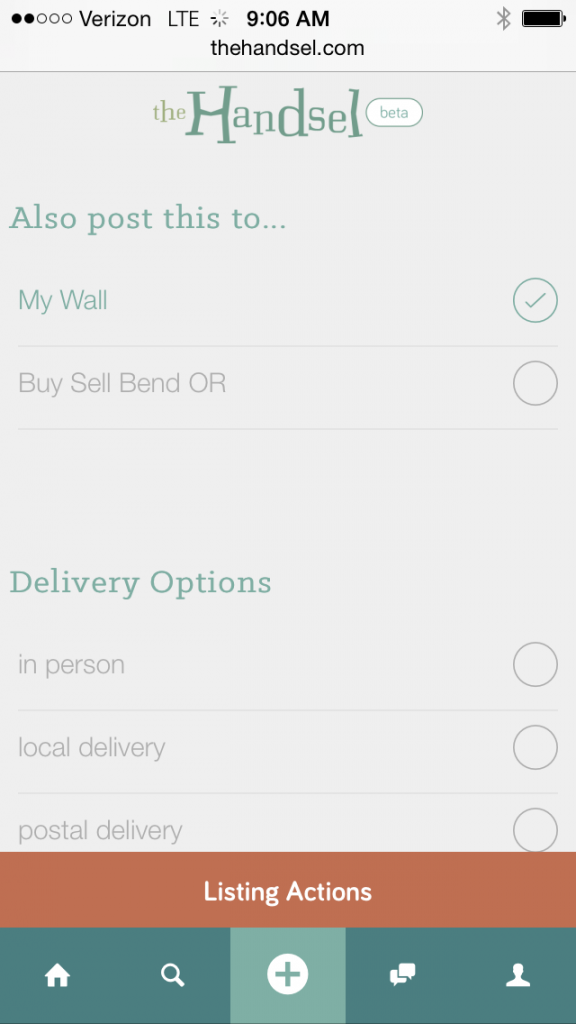 Verizon LTE 9:06 AM
thehandsel.com
the Handsel beta
Also post this to...
My Wall
Buy Sell Bend OR
Delivery Options
in person
local delivery
postal delivery
Listing Actions